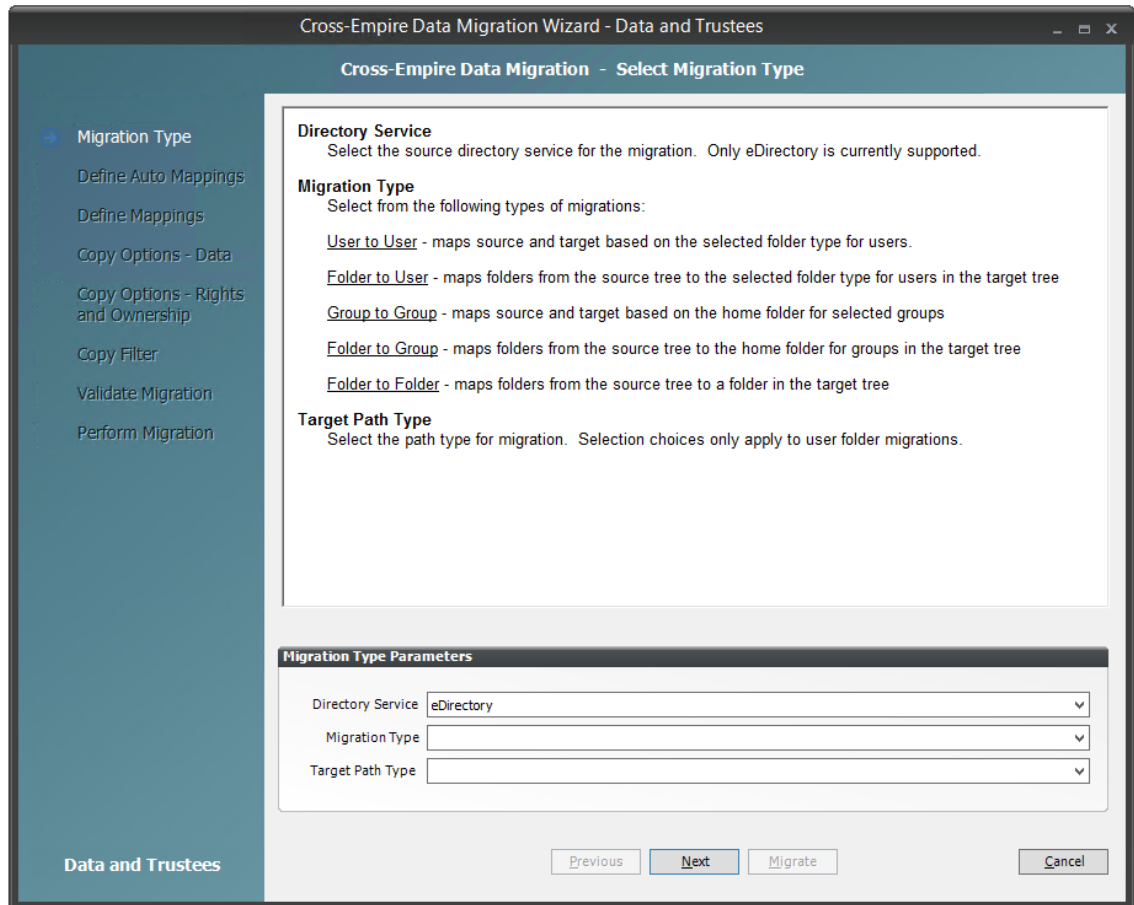 Cross-Empire Data Migration Wizard - Data and Trustees
Cross-Empire Data Migration - Select Migration Type
Migration Type
Define Auto Mappings
Define Mappings
Copy Options - Data
Copy Options - Rights
and Ownership
Copy Filter
Validate Migration
Perform Migration
Data and Trustees
Directory Service
Select the source directory service for the migration. Only eDirectory is currently supported.
Migration Type
Select from the following types of migrations:
User to User - maps source and target based on the selected folder type for users.
Folder to User - maps folders from the source tree to the selected folder type for users in the target tree
Group to Group - maps source and target based on the home folder for selected groups
Folder to Group - maps folders from the source tree to the home folder for groups in the target tree
Folder to Folder - maps folders from the source tree to a folder in the target tree
Target Path Type
Select the path type for migration. Selection choices only apply to user folder migrations.
Migration Type Parameters
Directory Service eDirectory
Migration Type
Target Path Type
Previous Next Migrate Cancel